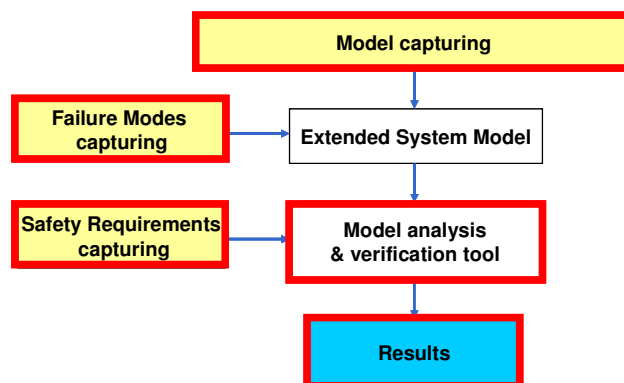 Model capturing
Failure Modes
capturing
Extended System Model
Safety Requirements
capturing
Model analysis
& verification tool
Results